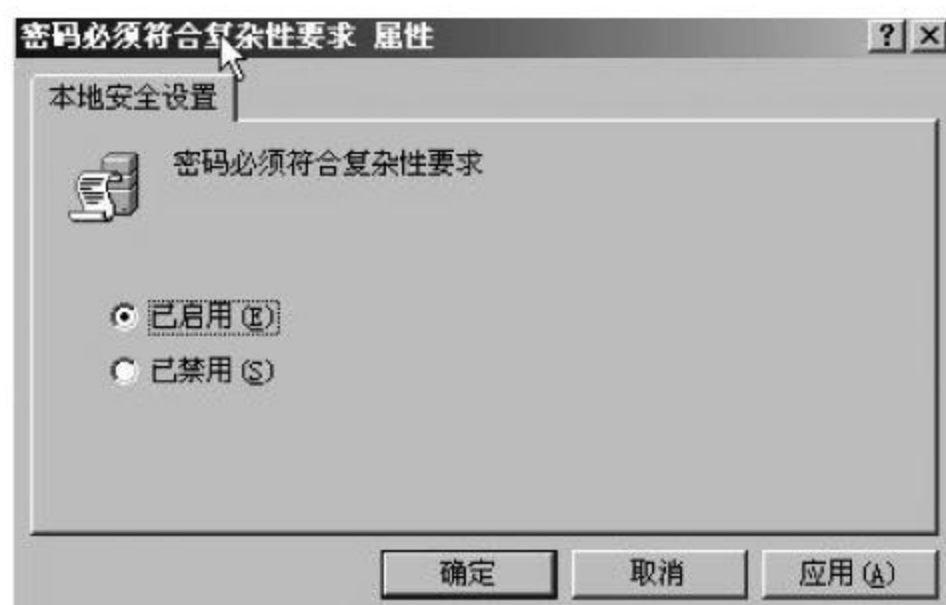 密码必须符合复杂性要求 属性
本地安全设置
密码必须符合复杂性要求
已启用(E)
已禁用(S)
确定 取消 应用(A)